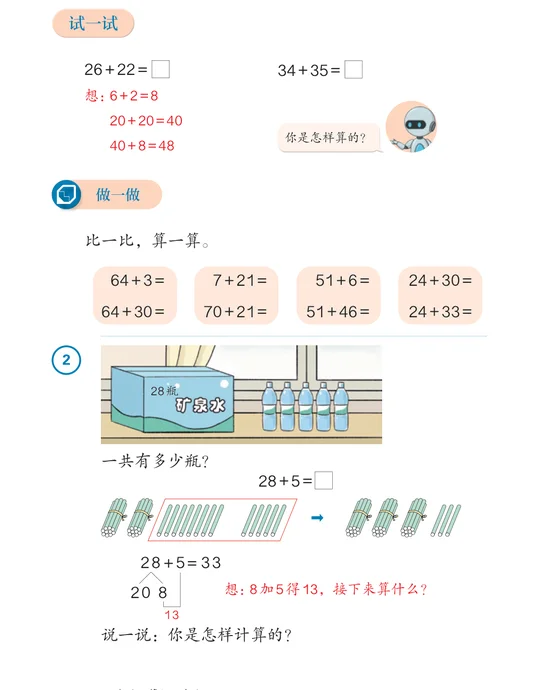 试一试
26+22=□ 34+35=□
想：6+2=8
20+20=40
40+8=48
你是怎样算的？
做一做
比一比，算一算。
64+3= 7+21= 51+6= 24+30=
64+30= 70+21= 51+46= 24+33=
2
28瓶
矿泉水
一共有多少瓶？
28+5=□
28+5=33
20 8
想：8加5得13，接下来算什么？
13
说一说：你是怎样计算的？